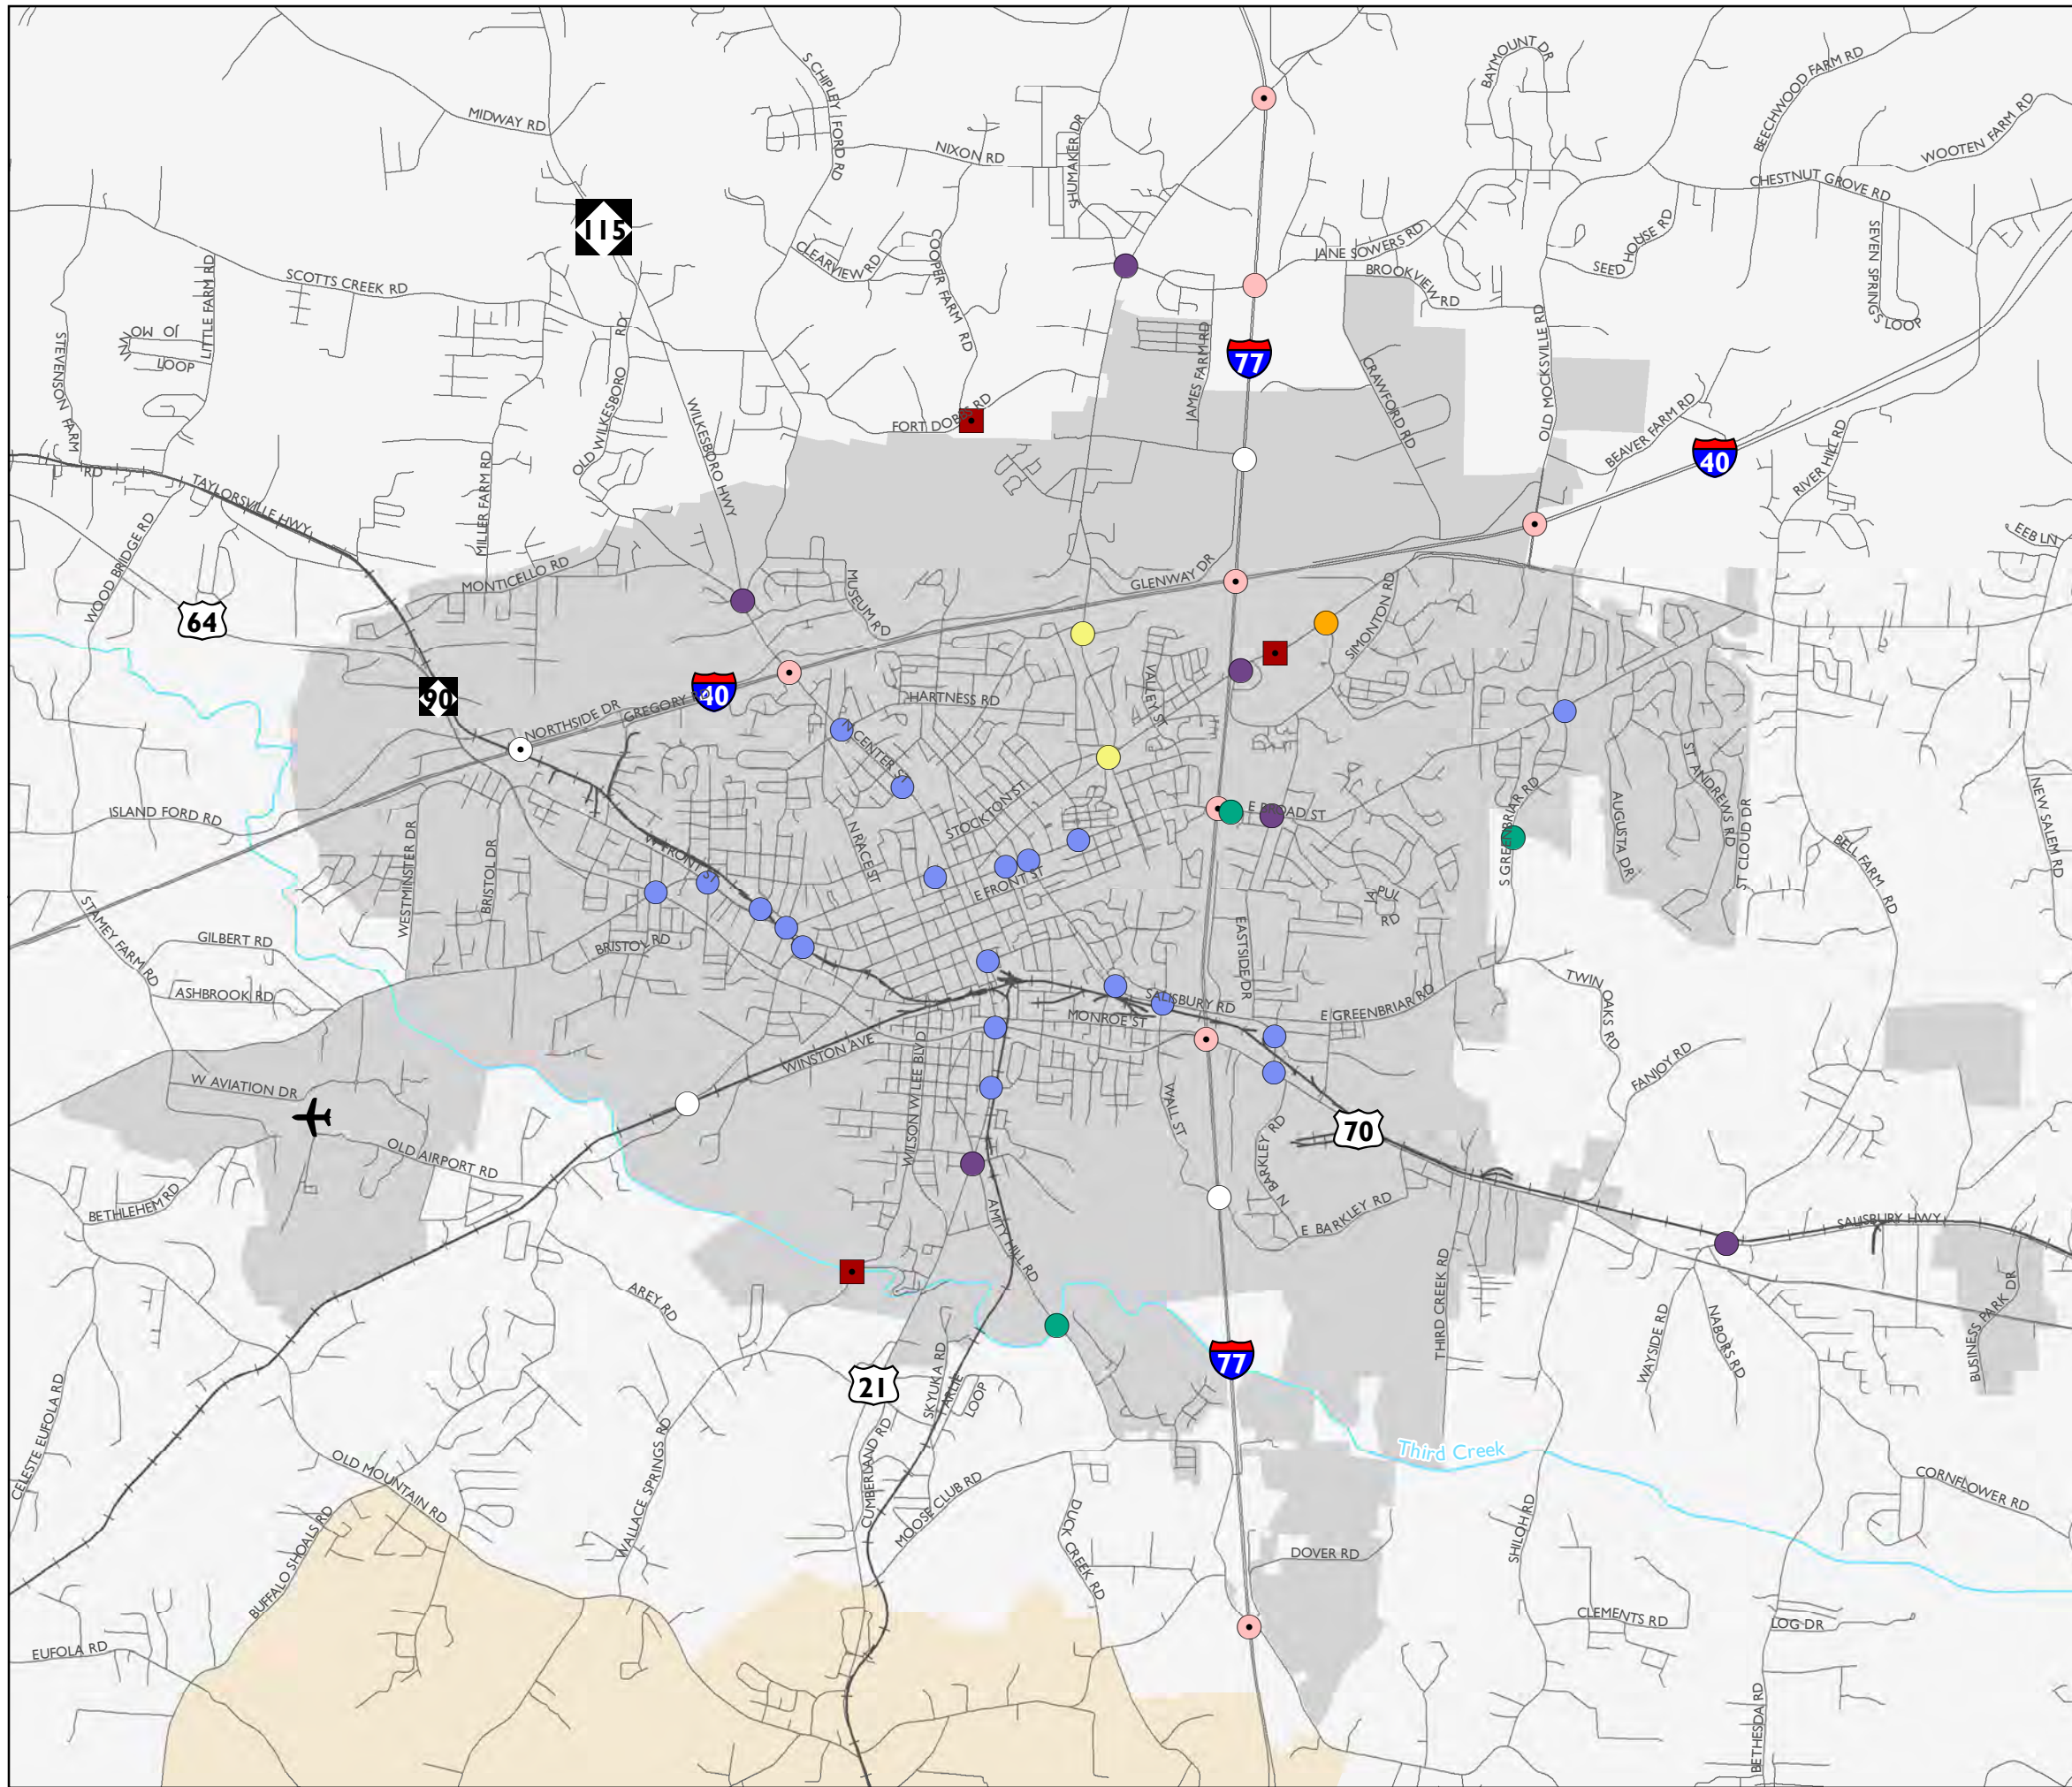 BAYMOUNT DR
S CHIPLEY FORD RD
BEECHWOOD FARM RD
MIDWAY RD
SHUMAKER DR
WOOTEN FARM RD
NIXON RD
CHESTNUT GROVE RD
115
COOPER FARM RD
CLEARVIEW RD
JANE SOWERS RD
SEED HOUSE RD
SEVEN SPRINGS LOOP
LITTLE FARM RD
SCOTTS CREEK RD
BROOKVIEW RD
JO MO
LOOP
STEVENSON FARM RD
OLD WILKESBORO RD
JAMES FARM RD
77
CRAWFORD RD
OLD MOCKSVILLE RD
WILKESBORO HWY
FORT DOBBS RD
BEAVER FARM RD
40
RIVER HILL RD
TAYLORSVILLE HWY
MILLER FARM RD
WOOD BRIDGE RD
EEB LN
MONTICELLO RD
MUSEUM RD
GLENWAY DR
SIMONTON RD
64
90
40
NORTHSIDE DR
GREGORY RD
HARTNESS RD
VALLEY ST
N CENTER ST
ST ANDREWS RD
ISLAND FORD RD
STOCKTON ST
E BROAD ST
S GREENBRIAR RD
AUGUSTA DR
ST CLOUD DR
NEW SALEM RD
WESTMINSTER DR
BRISTOL DR
W FRONT ST
N RACE ST
E FRONT ST
BELL FARM RD
STAMEY FARM RD
GILBERT RD
BRISTOL RD
EASTSIDE DR
TWIN OAKS RD
ASHBROOK RD
SALISBURY RD
MONROE ST
E GREENBRIAR RD
WINSTON AVE
FANJOY RD
W AVIATION DR
WILSON W LEE BLVD
WALL ST
70
OLD AIRPORT RD
N BARKLEY RD
BETHLEHEM RD
E BARKLEY RD
AMITY HILL RD
SALISBURY HWY
THIRD CREEK RD
AREY RD
WAYSIDE RD
NABORS RD
BUSINESS PARK DR
77
21
SKYUKA RD
LOOP
CELESTE EUFOLA RD
WALLACE SPRINGS RD
CUMBERLAND RD
Third Creek
OLD MOUNTAIN RD
MOOSE CLUB RD
CORNFLOWER RD
BUFFALO SHOALS RD
DUCK CREEK RD
SHILOH RD
DOVER RD
EUFOLA RD
CLEMENTS RD
LOG DR
BETHESDA RD